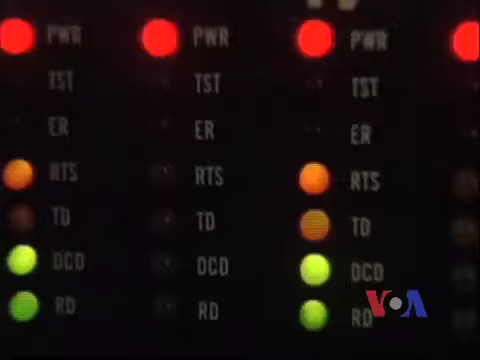 PWR PWR PWR
TST TST TST
ER ER ER
RTS RTS RTS
TD TD TD
DCD DCD DCD
RD RD RD
VOA